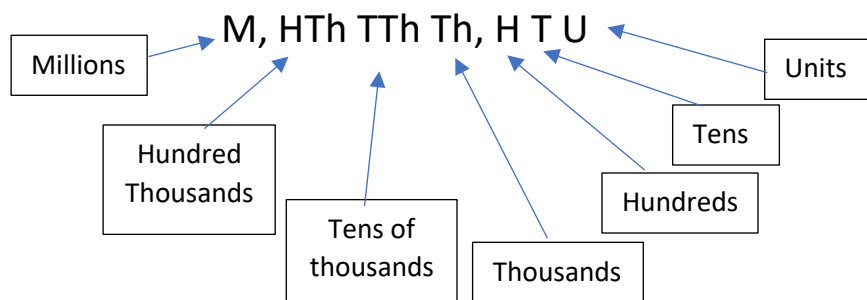 M, HTh TTh Th, H T U
Millions
Units
Hundred
Thousands
Tens
Tens of
thousands
Hundreds
Thousands